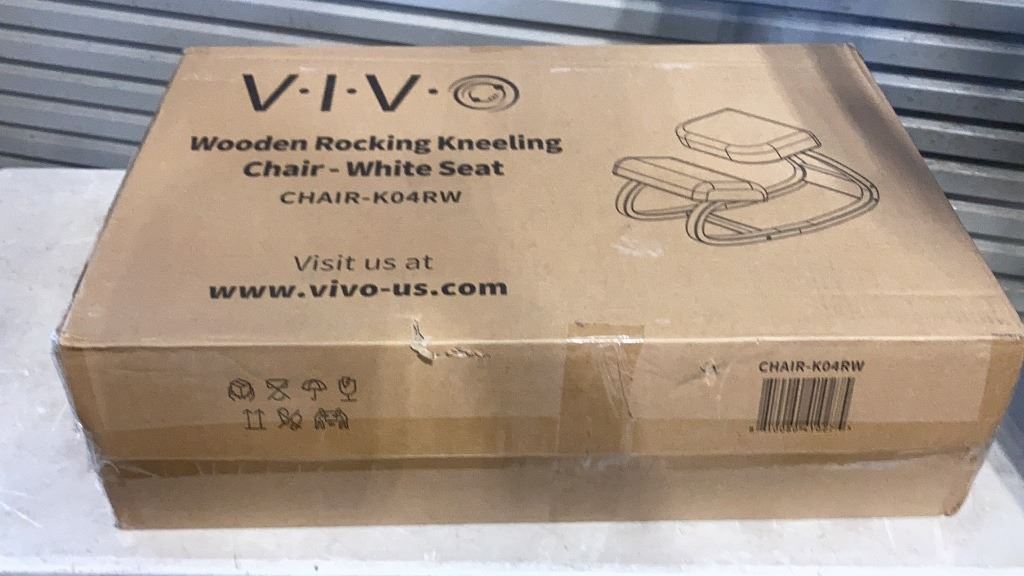 V·I·V·O
Wooden Rocking Kneeling
Chair - White Seat
CHAIR-K04RW
Visit us at
www.vivo-us.com
CHAIR-K04RW